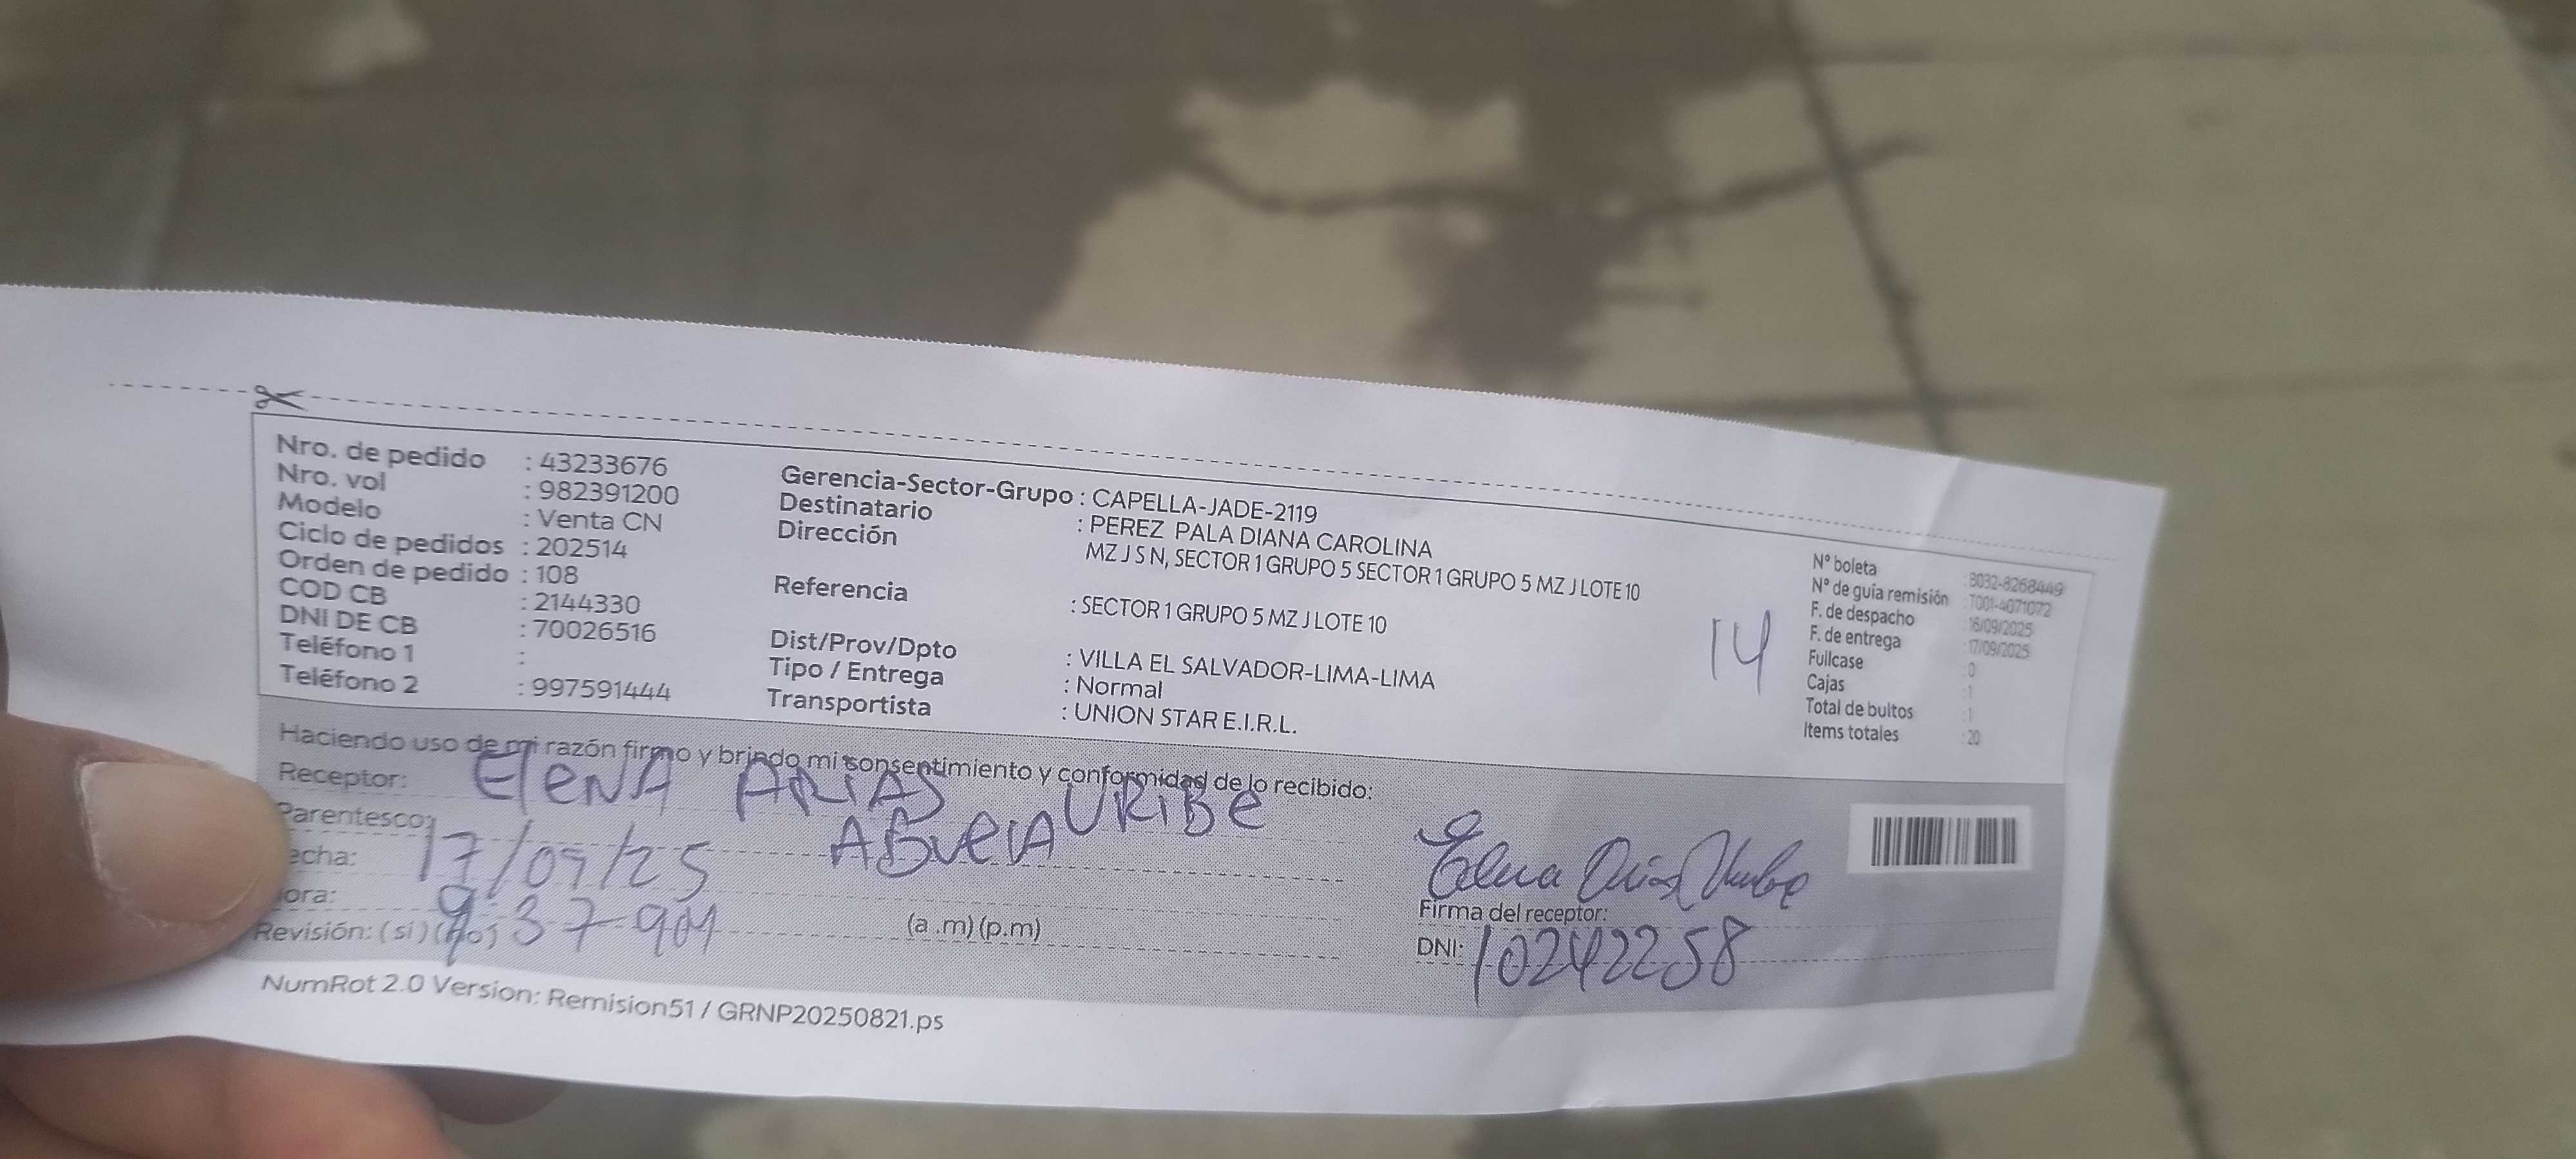 Nro. de pedido : 43233676
Nro. vol : 982391200
Modelo : Venta CN
Ciclo de pedidos : 202514
Orden de pedido : 108
COD CB : 2144330
DNI DE CB : 70026516
Teléfono 1 :
Teléfono 2 : 997591444
Gerencia-Sector-Grupo : CAPELLA-JADE-2119
Destinatario : PEREZ PALA DIANA CAROLINA
Dirección MZ J S N, SECTOR 1 GRUPO 5 SECTOR 1 GRUPO 5 MZ J LOTE 10
Referencia : SECTOR 1 GRUPO 5 MZ J LOTE 10
Dist/Prov/Dpto : VILLA EL SALVADOR-LIMA-LIMA
Tipo / Entrega : Normal
Transportista : UNION STAR E.I.R.L.
14
N° boleta : B032-8268449
N° de guía remisión : T001-4071072
F. de despacho : 16/09/2025
F. de entrega : 17/09/2025
Fullcase : 0
Cajas : 1
Total de bultos : 1
Items totales : 20
Haciendo uso de mi razón firmo y brindo mi consentimiento y conformidad de lo recibido:
Receptor: ElenA ARIAS URIBe
Parentesco: ABueLA
echa: 17/09/25
ora: 9:37 am (a .m) (p.m)
Revisión: (si) (no)
Elena Arias Uribe
Firma del receptor:
DNI: 10242258
NumRot 2.0 Version: Remision51 / GRNP20250821.ps